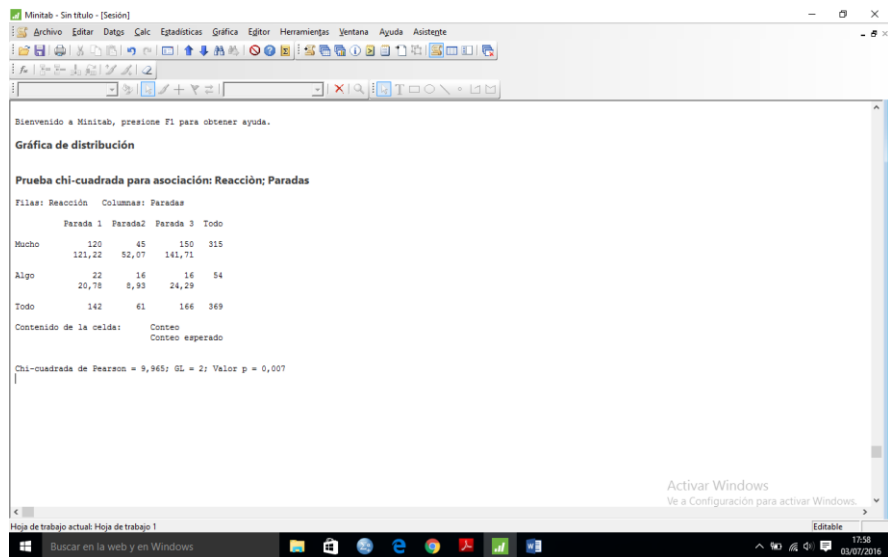 Minitab - Sin título - [Sesión]
Archivo Editar Datos Calc Estadísticas Gráfica Editor Herramientas Ventana Ayuda Asistente
Bienvenido a Minitab, presione F1 para obtener ayuda.
Gráfica de distribución
Prueba chi-cuadrada para asociación: Reacciòn; Paradas
Filas: Reacción Columnas: Paradas
Parada 1 Parada2 Parada 3 Todo
Mucho 120 45 150 315
121,22 52,07 141,71
Algo 22 16 16 54
20,78 8,93 24,29
Todo 142 61 166 369
Contenido de la celda: Conteo
Conteo esperado
Chi-cuadrada de Pearson = 9,965; GL = 2; Valor p = 0,007
Activar Windows
Ve a Configuración para activar Windows.
Hoja de trabajo actual: Hoja de trabajo 1 Editable
Buscar en la web y en Windows
17:58
03/07/2016